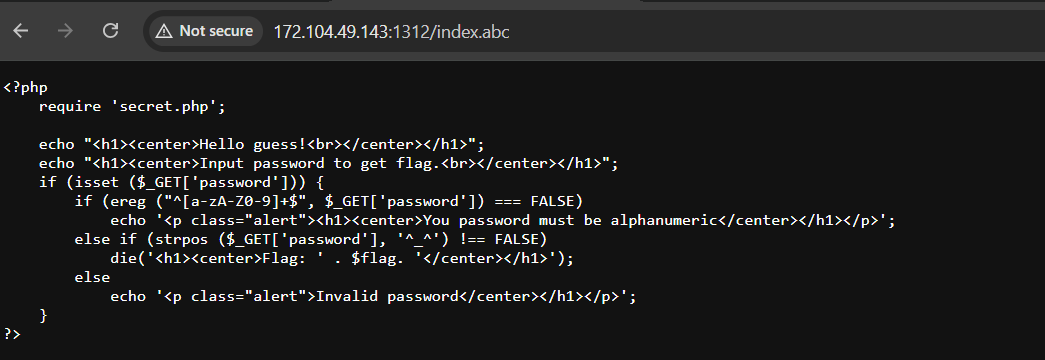 Not secure 172.104.49.143:1312/index.abc
<?php
    require 'secret.php';

    echo "<h1><center>Hello guess!<br></center></h1>";
    echo "<h1><center>Input password to get flag.<br></center></h1>";
    if (isset ($_GET['password'])) {
        if (ereg ("^[a-zA-Z0-9]+$", $_GET['password']) === FALSE)
            echo '<p class="alert"><h1><center>You password must be alphanumeric</center></h1></p>';
        else if (strpos ($_GET['password'], '^_^') !== FALSE)
            die('<h1><center>Flag: ' . $flag. '</center></h1>');
        else
            echo '<p class="alert">Invalid password</center></h1></p>';
    }
?>